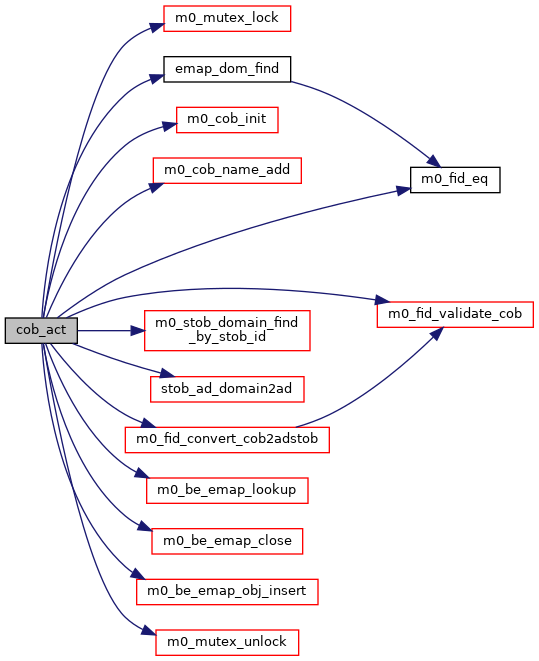 m0_mutex_lock
emap_dom_find
m0_cob_init
m0_cob_name_add
m0_fid_eq
m0_fid_validate_cob
cob_act
m0_stob_domain_find
_by_stob_id
stob_ad_domain2ad
m0_fid_convert_cob2adstob
m0_be_emap_lookup
m0_be_emap_close
m0_be_emap_obj_insert
m0_mutex_unlock